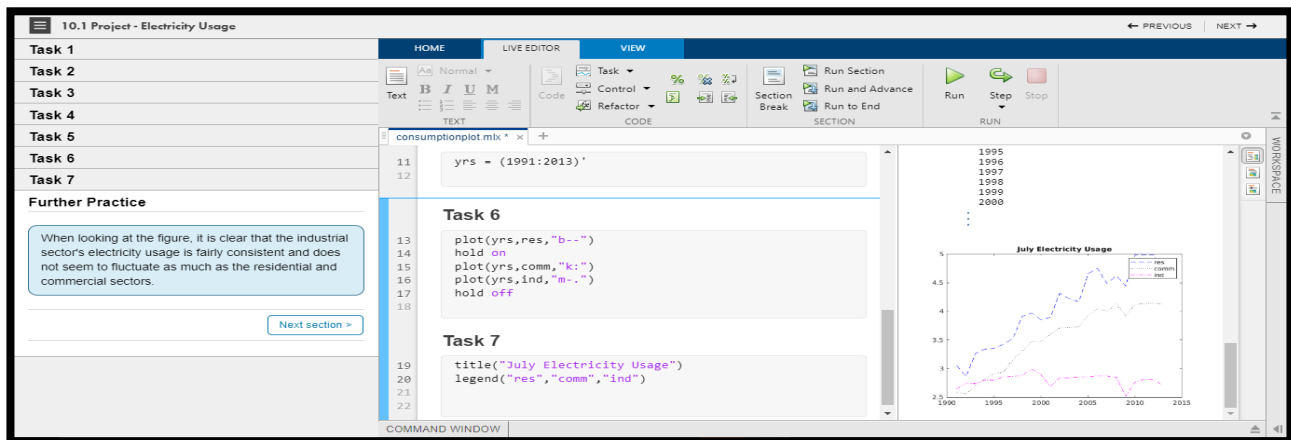 10.1 Project - Electricity Usage
← PREVIOUS
NEXT →
Task 1
Task 2
Task 3
Task 4
Task 5
Task 6
Task 7
Further Practice
When looking at the figure, it is clear that the industrial
sector's electricity usage is fairly consistent and does
not seem to fluctuate as much as the residential and
commercial sectors.
Next section >
HOME
LIVE EDITOR
VIEW
Text
Aa Normal
B I U M
TEXT
Code
Task
Control
Refactor
CODE
Section
Break
Run Section
Run and Advance
Run to End
SECTION
Run
Step
Stop
RUN
consumptionplot.mlx * × +
WORKSPACE
11 yrs = (1991:2013)'
12
Task 6
13 plot(yrs,res,"b--")
14 hold on
15 plot(yrs,comm,"k:")
16 plot(yrs,ind,"m-.")
17 hold off
18
Task 7
19 title("July Electricity Usage")
20 legend("res","comm","ind")
21
22
1995
1996
1997
1998
1999
2000
July Electricity Usage
res
comm
ind
5
4.5
4
3.5
3
2.5
1990 1995 2000 2005 2010 2015
COMMAND WINDOW